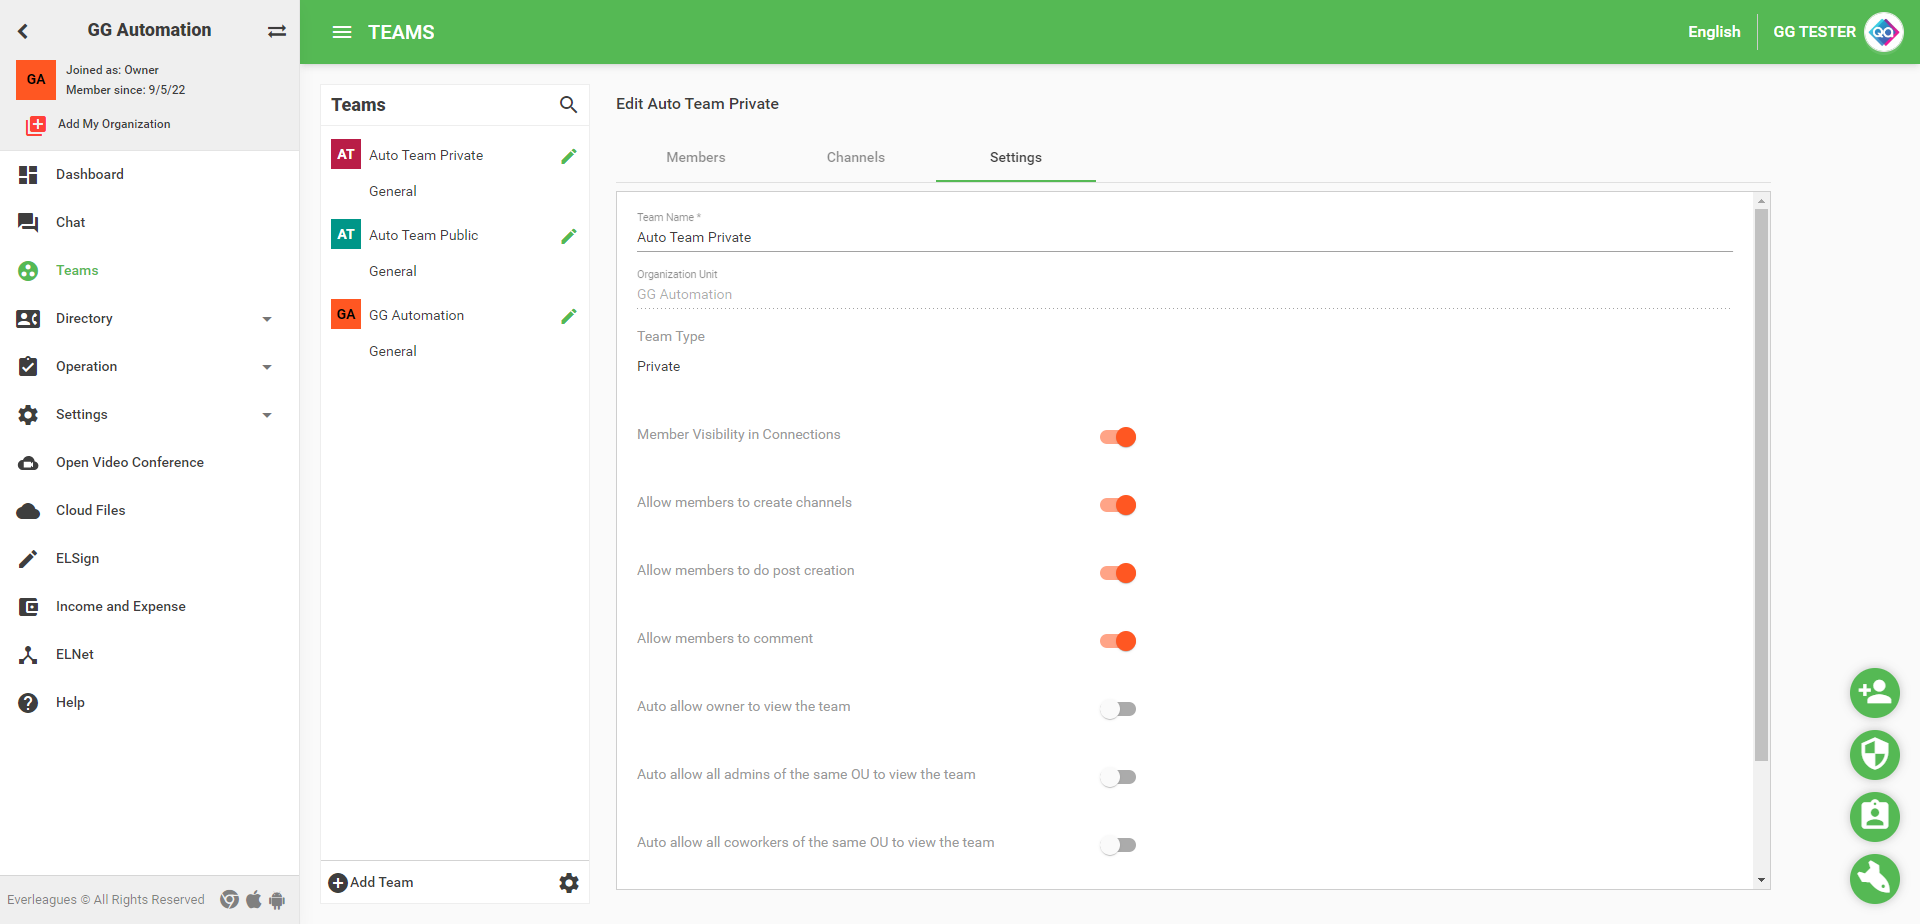 GG Automation
GA
Joined as: Owner
Member since: 9/5/22
Add My Organization
Dashboard
Chat
Teams
Directory
Operation
Settings
Open Video Conference
Cloud Files
ELSign
Income and Expense
ELNet
Help
Everleagues © All Rights Reserved
TEAMS
English
GG TESTER
QA
Teams
AT Auto Team Private
General
AT Auto Team Public
General
GA GG Automation
General
Add Team
Edit Auto Team Private
Members Channels Settings
Team Name *
Auto Team Private
Organization Unit
GG Automation
Team Type
Private
Member Visibility in Connections
Allow members to create channels
Allow members to do post creation
Allow members to comment
Auto allow owner to view the team
Auto allow all admins of the same OU to view the team
Auto allow all coworkers of the same OU to view the team